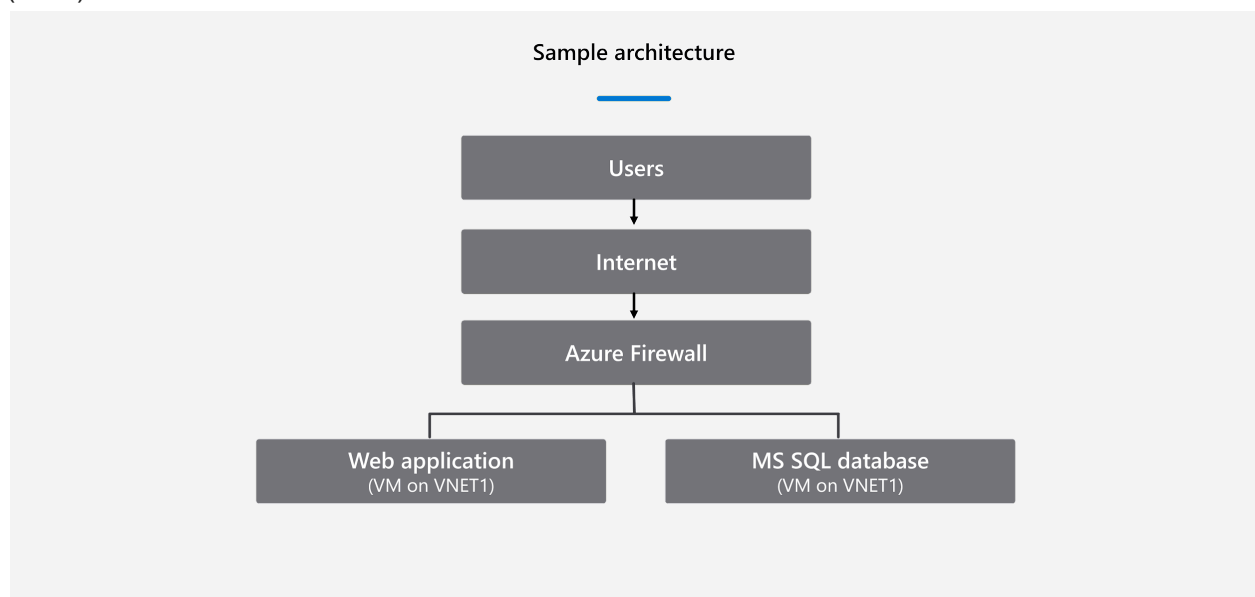 Sample architecture
Users
Internet
Azure Firewall
Web application
(VM on VNET1)
MS SQL database
(VM on VNET1)